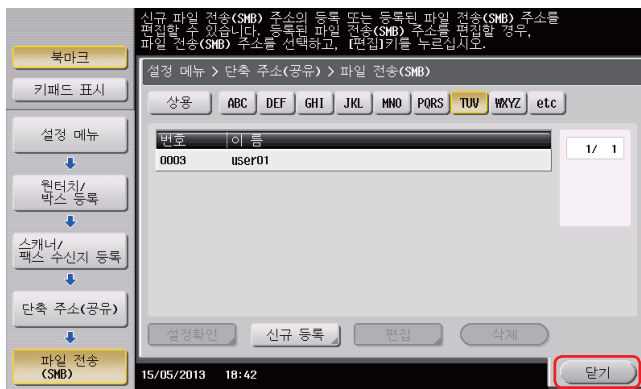 신규 파일 전송(SMB) 주소의 등록 또는 등록된 파일 전송(SMB) 주소를
편집할 수 있습니다. 등록된 파일 전송(SMB) 주소를 편집할 경우,
파일 전송(SMB) 주소를 선택하고, [편집]키를 누르십시오.
북마크
키패드 표시
설정 메뉴
원터치/
박스 등록
스캐너/
팩스 수신지 등록
단축 주소(공유)
파일 전송
(SMB)
설정 메뉴 > 단축 주소(공유) > 파일 전송(SMB)
상용 ABC DEF GHI JKL MNO PQRS TUV WXYZ etc
번호 이 름
0003 user01
1/ 1
설정확인 신규 등록 편집 삭제
15/05/2013 18:42
닫기